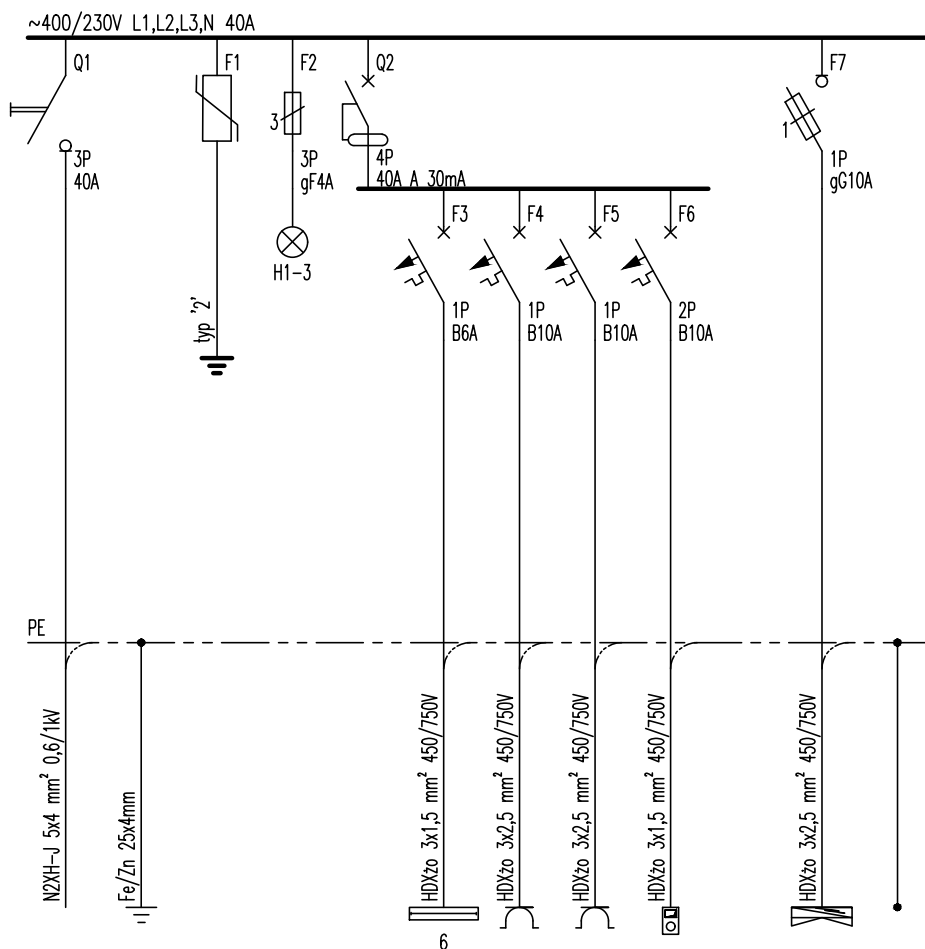 ~400/230V L1,L2,L3,N 40A
Q1
F1
F2
Q2
F7
3
1
3P
40A
3P
gF4A
4P
40A A 30mA
1P
gG10A
F3
F4
F5
F6
H1-3
typ '2'
1P
B6A
1P
B10A
1P
B10A
2P
B10A
PE
N2XH-J 5x4 mm² 0,6/1kV
Fe/Zn 25x4mm
HDXżo 3x1,5 mm² 450/750V
HDXżo 3x2,5 mm² 450/750V
HDXżo 3x2,5 mm² 450/750V
HDXżo 3x1,5 mm² 450/750V
HDXżo 3x2,5 mm² 450/750V
6